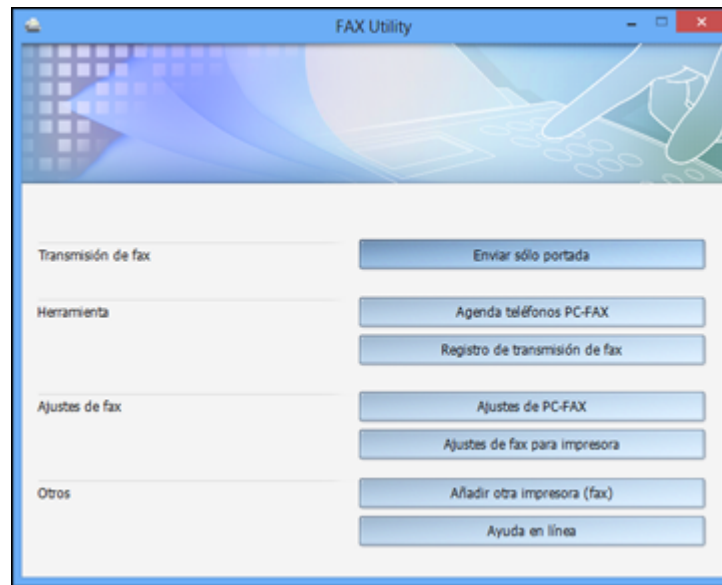 FAX Utility
Transmisión de fax
Enviar sólo portada
Herramienta
Agenda teléfonos PC-FAX
Registro de transmisión de fax
Ajustes de fax
Ajustes de PC-FAX
Ajustes de fax para impresora
Otros
Añadir otra impresora (fax)
Ayuda en línea